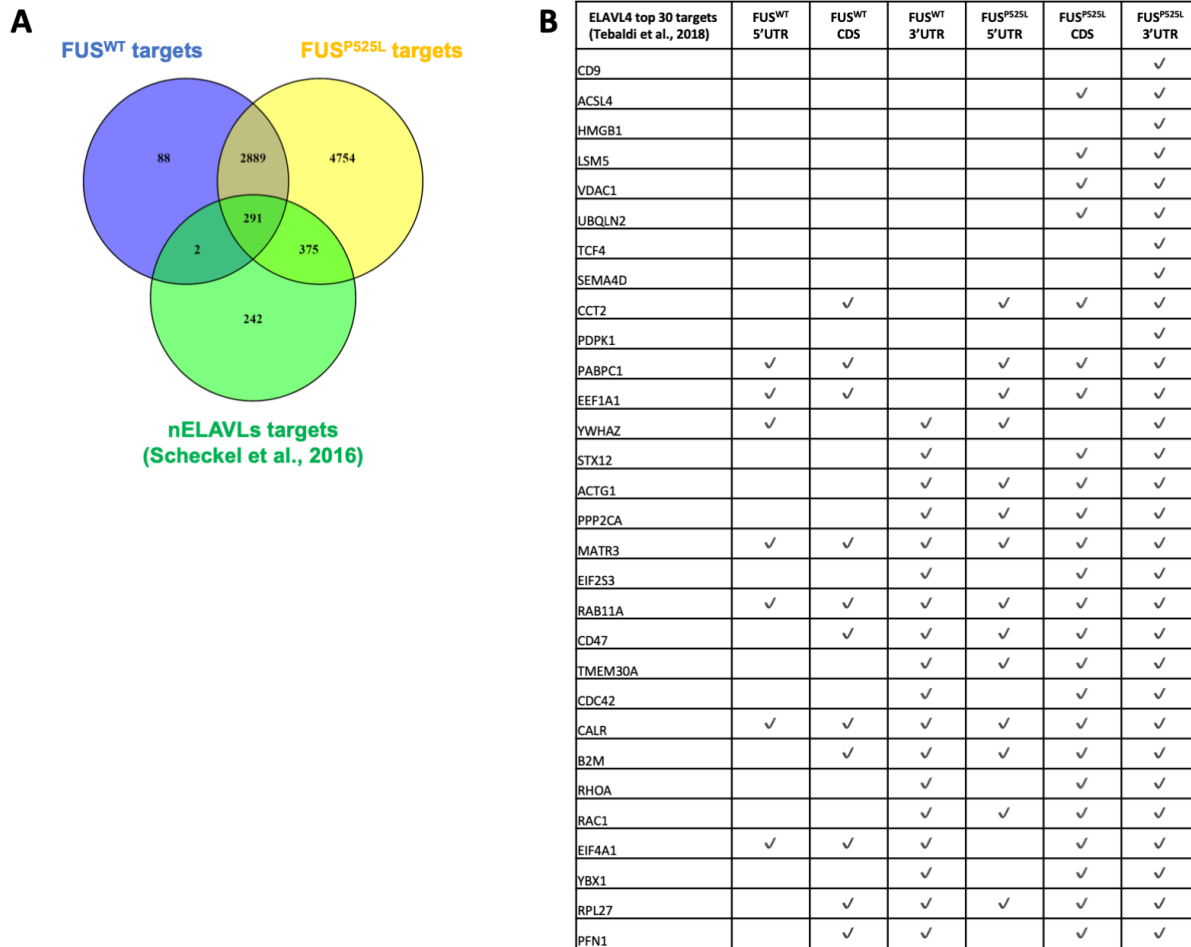 A
FUSWT targets
FUSP525L targets
88
2889
4754
291
2
375
242
nELAVLs targets
(Scheckel et al., 2016)
B
ELAVL4 top 30 targets (Tebaldi et al., 2018) FUSWT 5'UTR FUSWT CDS FUSWT 3'UTR FUSP525L 5'UTR FUSP525L CDS FUSP525L 3'UTR
CD9 ✓
ACSL4 ✓ ✓
HMGB1 ✓
LSM5 ✓ ✓
VDAC1 ✓ ✓
UBQLN2 ✓ ✓
TCF4 ✓
SEMA4D ✓
CCT2 ✓ ✓ ✓ ✓
PDPK1 ✓
PABPC1 ✓ ✓ ✓ ✓ ✓
EEF1A1 ✓ ✓ ✓ ✓ ✓
YWHAZ ✓ ✓ ✓ ✓
STX12 ✓ ✓ ✓
ACTG1 ✓ ✓ ✓ ✓
PPP2CA ✓ ✓ ✓ ✓
MATR3 ✓ ✓ ✓ ✓ ✓ ✓
EIF2S3 ✓ ✓ ✓
RAB11A ✓ ✓ ✓ ✓ ✓ ✓
CD47 ✓ ✓ ✓ ✓ ✓
TMEM30A ✓ ✓ ✓ ✓
CDC42 ✓ ✓ ✓
CALR ✓ ✓ ✓ ✓ ✓ ✓
B2M ✓ ✓ ✓ ✓ ✓
RHOA ✓ ✓ ✓
RAC1 ✓ ✓ ✓ ✓
EIF4A1 ✓ ✓ ✓ ✓ ✓
YBX1 ✓ ✓ ✓
RPL27 ✓ ✓ ✓ ✓ ✓
PFN1 ✓ ✓ ✓ ✓